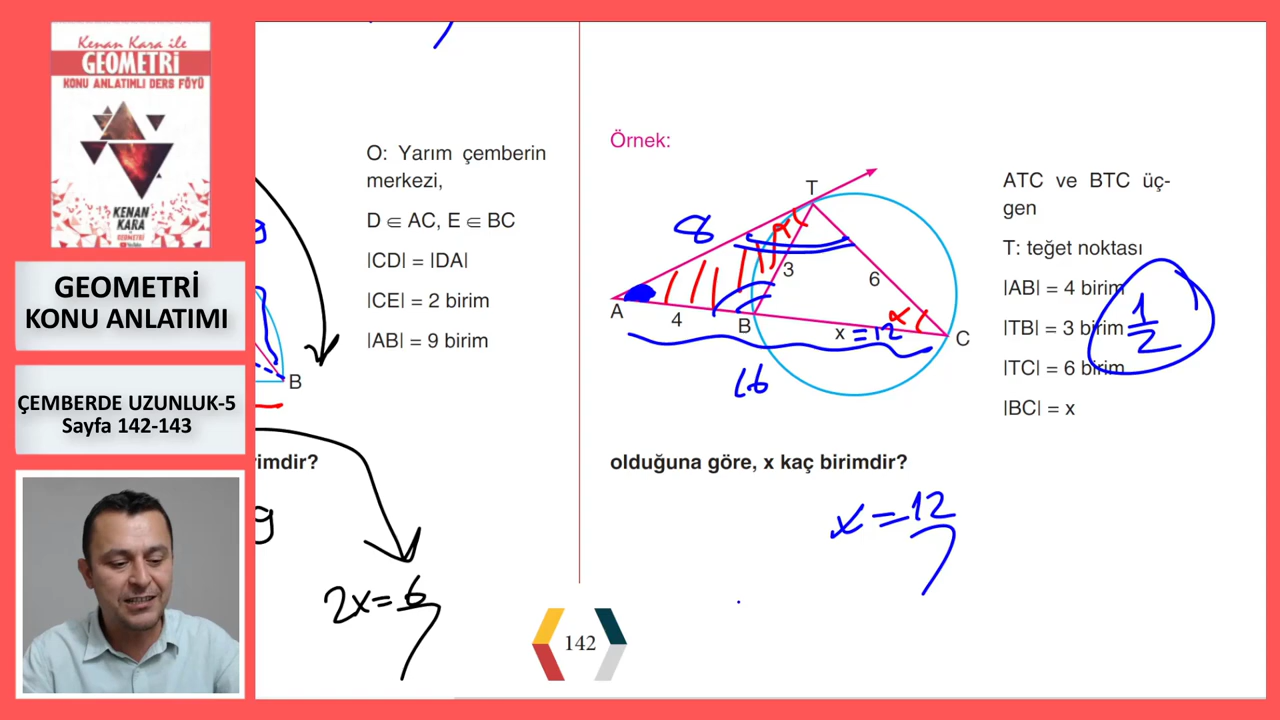 Kenan Kara ile
GEOMETRİ
KONU ANLATIMLI DERS FÖYÜ
KENAN
KARA
GEOMETRİ
GEOMETRİ
KONU ANLATIMI
ÇEMBERDE UZUNLUK-5
Sayfa 142-143
O: Yarım çemberin
merkezi,
D ∈ AC, E ∈ BC
|CD| = |DA|
|CE| = 2 birim
|AB| = 9 birim
B
imdir?
9
2x = 6
Örnek:
T
8
α
3
6
A
4
B
x = 12
α
C
16
ATC ve BTC üç-
gen
T: teğet noktası
|AB| = 4 birim
|TB| = 3 birim
|TC| = 6 birim
|BC| = x
1/2
olduğuna göre, x kaç birimdir?
x = 12
142